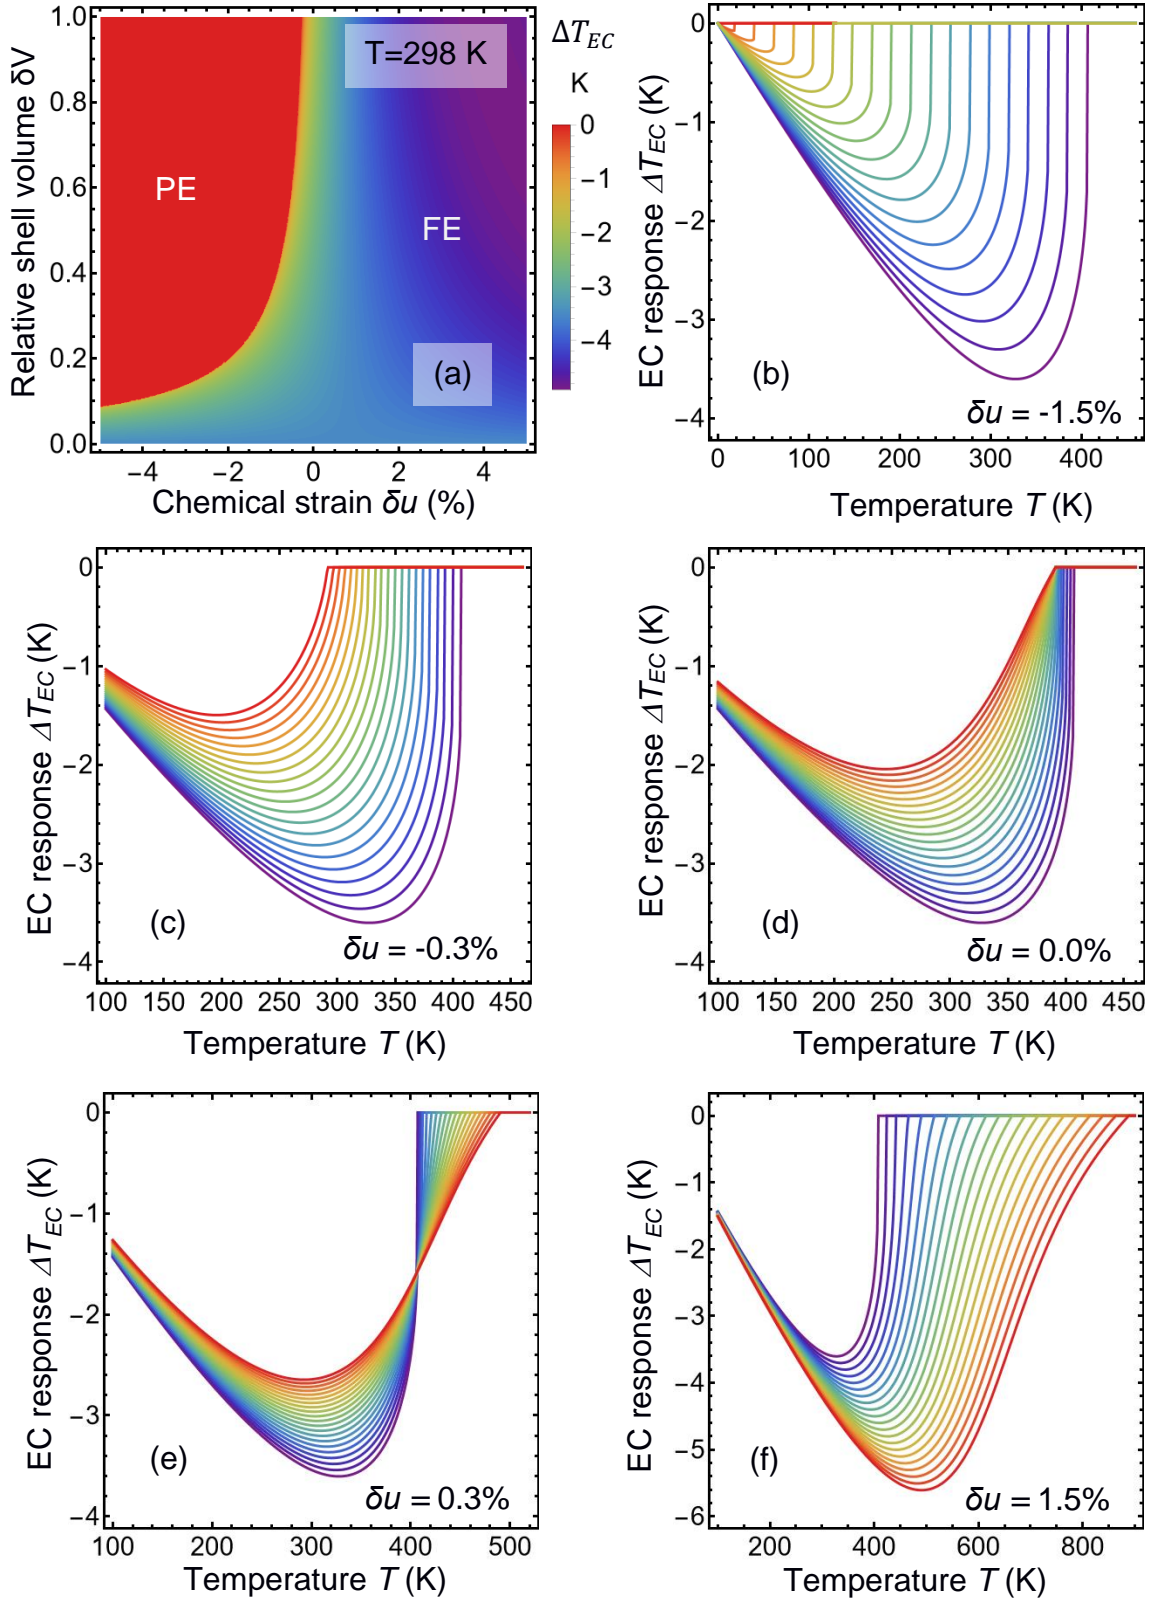 Relative shell volume δV
1.0
0.8
0.6
0.4
0.2
0.0
T=298 K
PE
FE
(a)
−4
−2
0
2
4
Chemical strain δu (%)
ΔT_EC
K
0
−1
−2
−3
−4
EC response ΔT_EC (K)
0
−1
−2
−3
−4
(b)
δu = -1.5%
0
100
200
300
400
Temperature T (K)
EC response ΔT_EC (K)
0
−1
−2
−3
−4
(c)
δu = -0.3%
100 150 200 250 300 350 400 450
Temperature T (K)
EC response ΔT_EC (K)
0
−1
−2
−3
−4
(d)
δu = 0.0%
100 150 200 250 300 350 400 450
Temperature T (K)
EC response ΔT_EC (K)
0
−1
−2
−3
−4
(e)
δu = 0.3%
100 200 300 400 500
Temperature T (K)
EC response ΔT_EC (K)
0
−1
−2
−3
−4
−5
−6
(f)
δu = 1.5%
200 400 600 800
Temperature T (K)